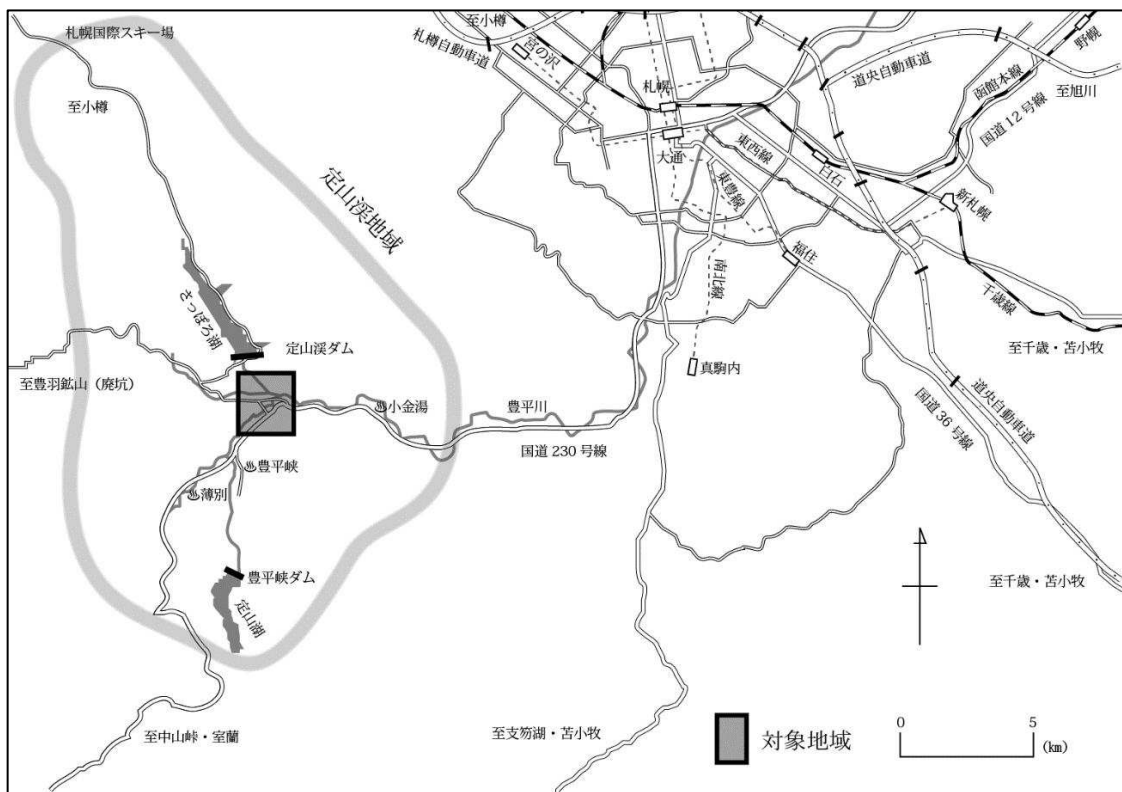 札幌国際スキー場
至小樽
定山渓地域
さっぽろ湖
定山渓ダム
至豊羽鉱山（廃坑）
小金湯
豊平川
国道 230 号線
豊平峡
薄別
豊平峡ダム
定山湖
至中山峠・室蘭
至小樽
札樽自動車道
宮の沢
札幌
大通
東西線
東豊線
南北線
白石
福住
真駒内
道央自動車道
函館本線
野幌
至旭川
国道 12 号線
新札幌
千歳線
至千歳・苫小牧
道央自動車道
国道 36 号線
至千歳・苫小牧
至支笏湖・苫小牧
対象地域
0 5
(km)